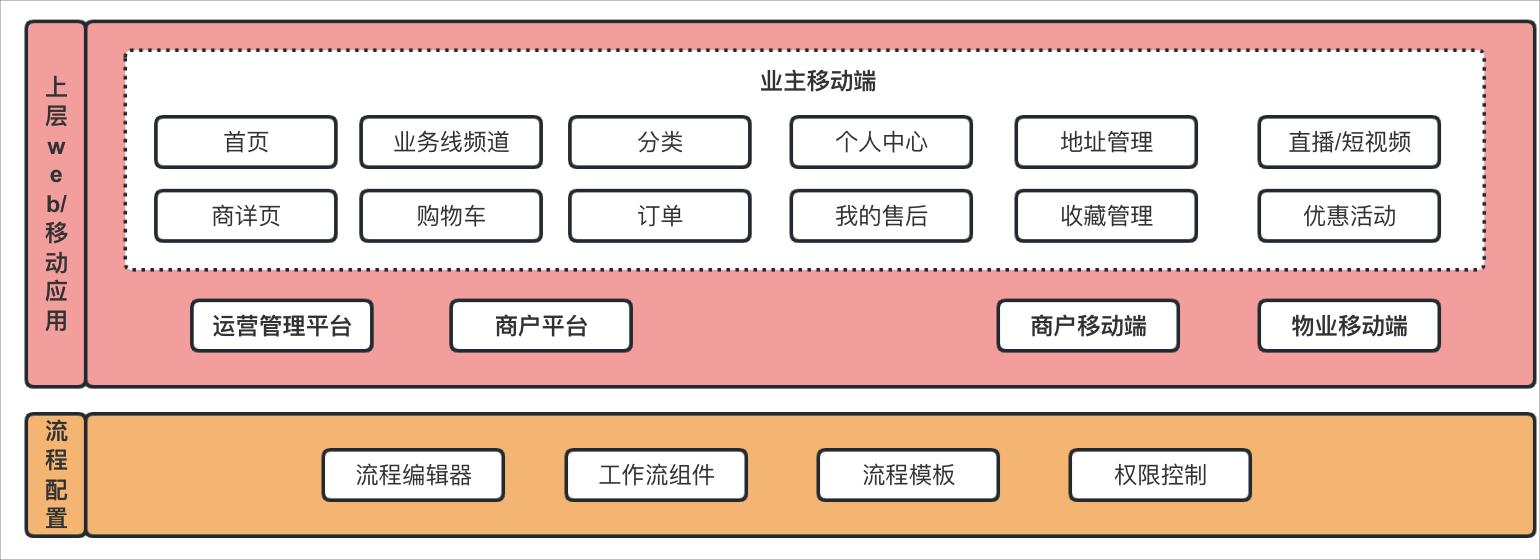 上层web/移动应用
业主移动端
首页
业务线频道
分类
个人中心
地址管理
直播/短视频
商详页
购物车
订单
我的售后
收藏管理
优惠活动
运营管理平台
商户平台
商户移动端
物业移动端
流程配置
流程编辑器
工作流组件
流程模板
权限控制